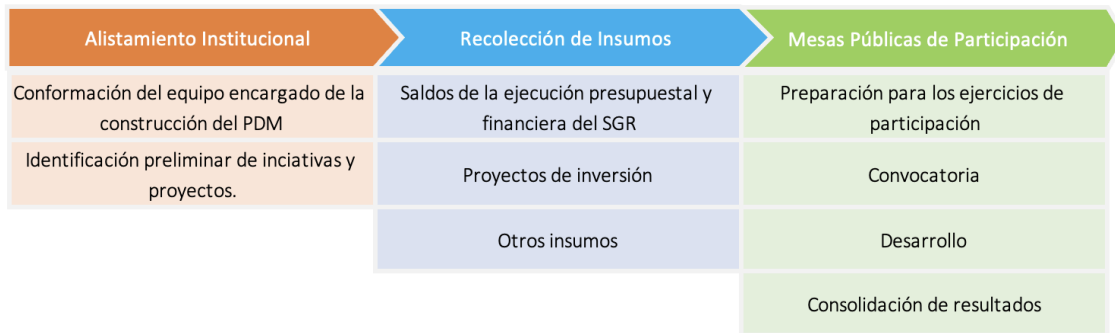 Alistamiento Institucional
Recolección de Insumos
Mesas Públicas de Participación
Conformación del equipo encargado de la
construcción del PDM
Saldos de la ejecución presupuestal y
financiera del SGR
Preparación para los ejercicios de
participación
Identificación preliminar de inciativas y
proyectos.
Proyectos de inversión
Convocatoria
Otros insumos
Desarrollo
Consolidación de resultados